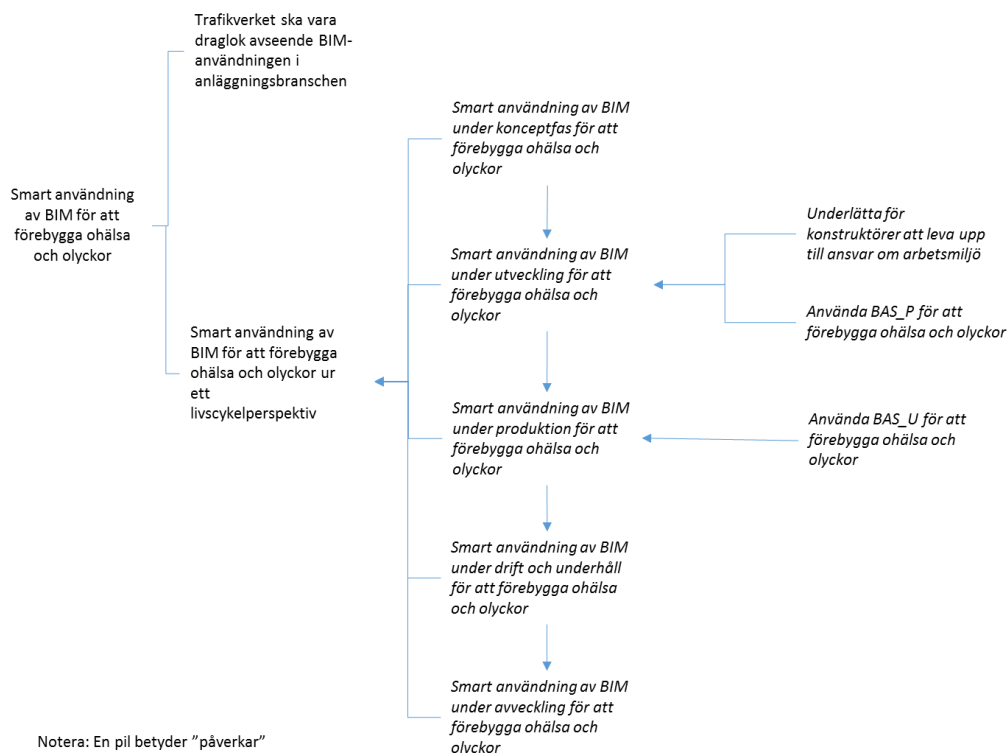 Trafikverket ska vara
draglok avseende BIM-
användningen i
anläggningsbranschen
Smart användning
av BIM för att
förebygga ohälsa
och olyckor
Smart användning av
BIM för att förebygga
ohälsa och olyckor ur
ett
livscykelperspektiv
Smart användning av BIM
under konceptfas för att
förebygga ohälsa och
olyckor
Smart användning av BIM
under utveckling för att
förebygga ohälsa och
olyckor
Smart användning av BIM
under produktion för att
förebygga ohälsa och
olyckor
Smart användning av BIM
under drift och underhåll
för att förebygga ohälsa
och olyckor
Smart användning av BIM
under avveckling för att
förebygga ohälsa och
olyckor
Underlätta för
konstruktörer att leva upp
till ansvar om arbetsmiljö
Använda BAS_P för att
förebygga ohälsa och olyckor
Använda BAS_U för att
förebygga ohälsa och
olyckor
Notera: En pil betyder ”påverkar”